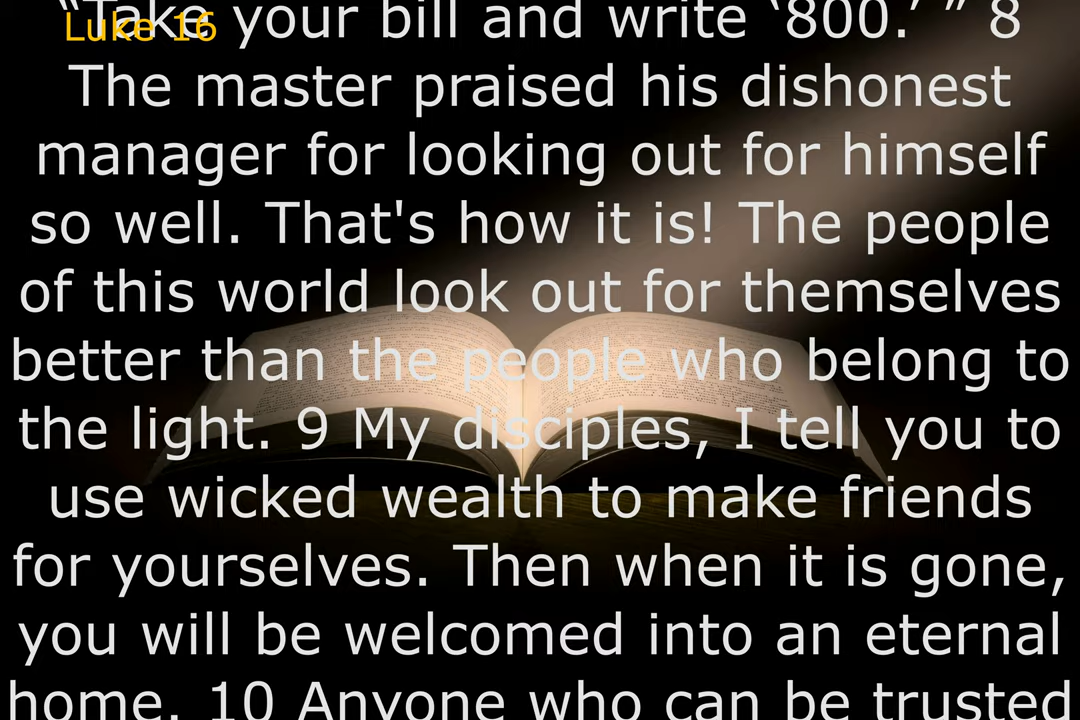 Luke 16
“Take your bill and write ‘800.’ ” 8
The master praised his dishonest
manager for looking out for himself
so well. That's how it is! The people
of this world look out for themselves
better than the people who belong to
the light. 9 My disciples, I tell you to
use wicked wealth to make friends
for yourselves. Then when it is gone,
you will be welcomed into an eternal
home. 10 Anyone who can be trusted